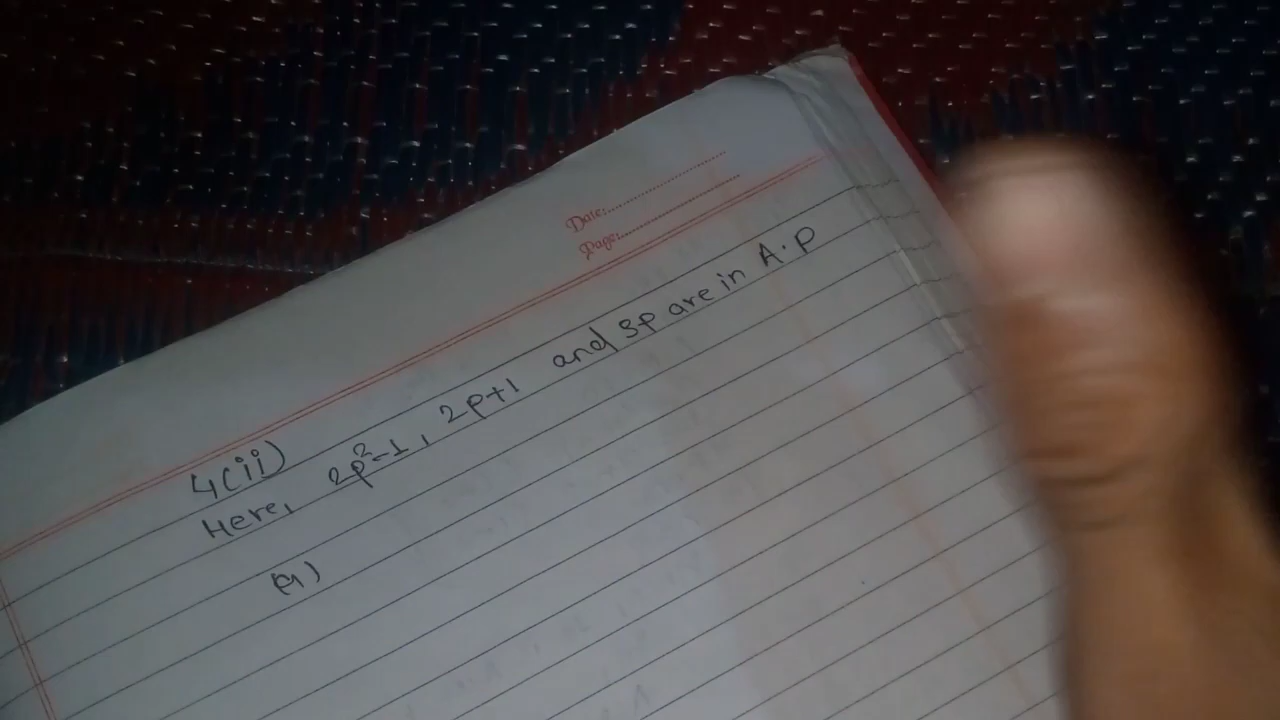 Date:
Page:
4(ii)
Here, 2p²-1, 2p+1 and 3p are in A.P
(a)